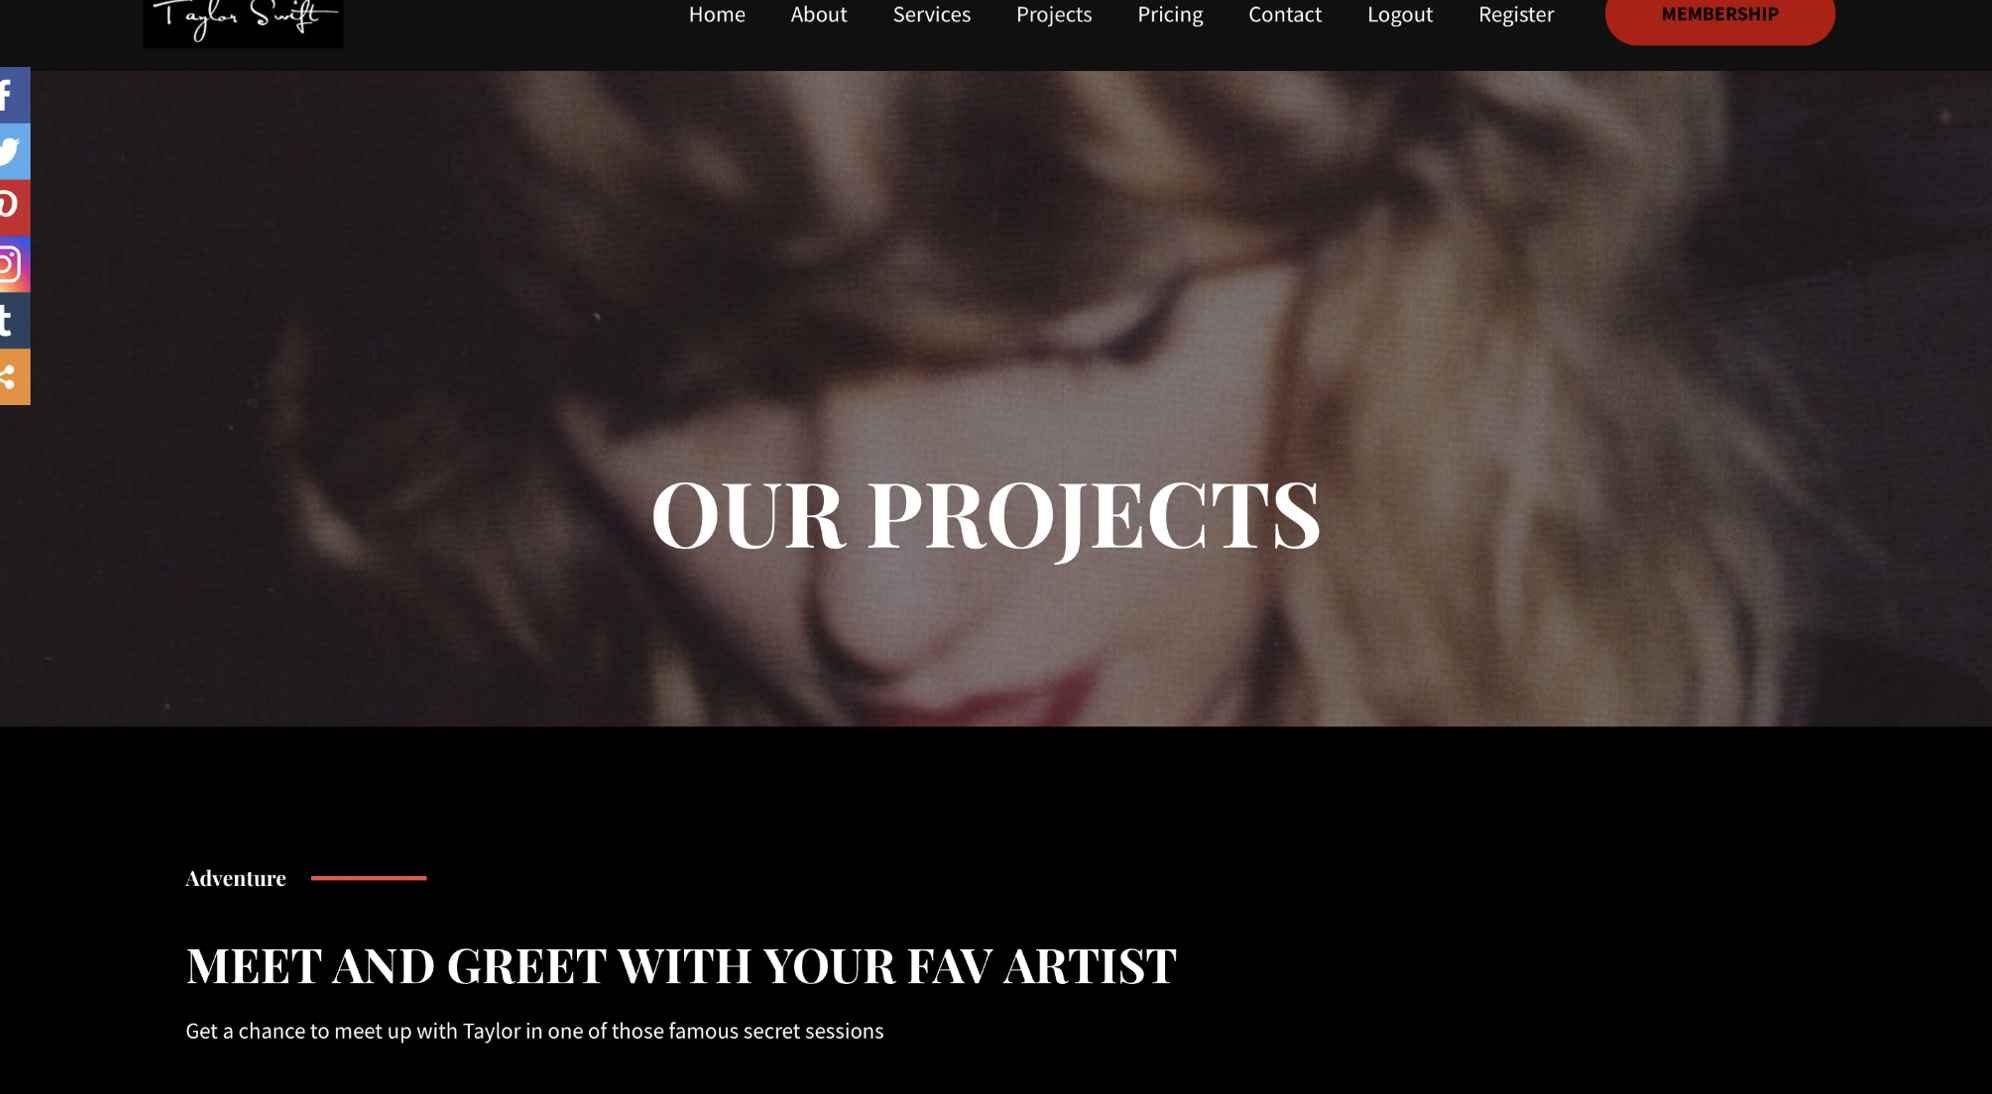 Taylor Swift
Home About Services Projects Pricing Contact Logout Register MEMBERSHIP
OUR PROJECTS
Adventure
MEET AND GREET WITH YOUR FAV ARTIST
Get a chance to meet up with Taylor in one of those famous secret sessions